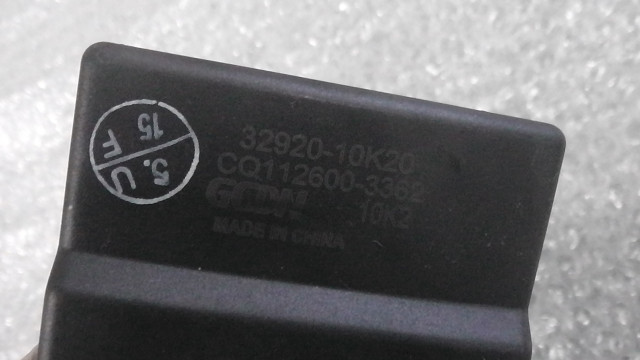 32920-10K20
CQ112600-3362
10K2
MADE IN CHINA
15
F
5.
U